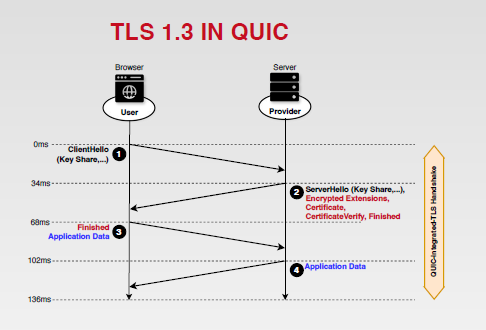 TLS 1.3 IN QUIC
Browser
Server
User
Provider
0ms
ClientHello
(Key Share,...)
1
34ms
2
ServerHello (Key Share,...),
Encrypted Extensions,
Certificate,
CertificateVerify, Finished
68ms
Finished
Application Data
3
102ms
4
Application Data
136ms
QUIC-integrated-TLS Handshake